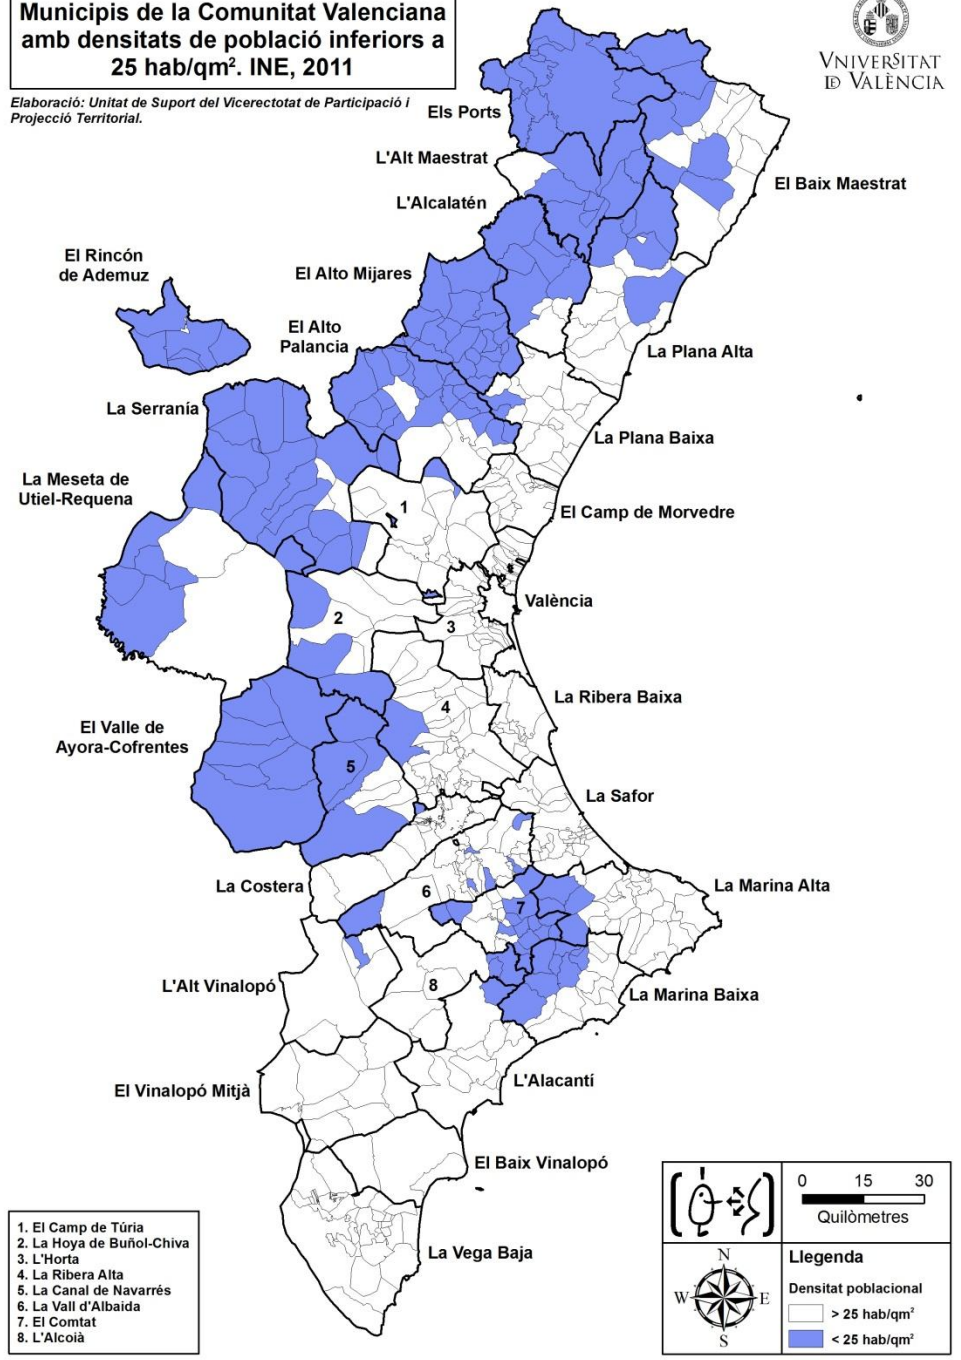 Municipis de la Comunitat Valenciana
amb densitats de població inferiors a
25 hab/qm². INE, 2011
Elaboració: Unitat de Suport del Vicerectotat de Participació i
Projecció Territorial.
VNIVERSITAT
ID VALÈNCIA
Els Ports
L'Alt Maestrat
El Baix Maestrat
L'Alcalatén
El Rincón
de Ademuz
El Alto Mijares
El Alto
Palancia
La Plana Alta
La Serranía
La Plana Baixa
La Meseta de
Utiel-Requena
1
El Camp de Morvedre
València
2
3
La Ribera Baixa
4
El Valle de
Ayora-Cofrentes
5
La Safor
La Costera
La Marina Alta
6
7
L'Alt Vinalopó
8
La Marina Baixa
L'Alacantí
El Vinalopó Mitjà
El Baix Vinalopó
La Vega Baja
1. El Camp de Túria
2. La Hoya de Buñol-Chiva
3. L'Horta
4. La Ribera Alta
5. La Canal de Navarrés
6. La Vall d'Albaida
7. El Comtat
8. L'Alcoià
0 15 30
Quilòmetres
N
W E
S
Llegenda
Densitat poblacional
> 25 hab/qm²
< 25 hab/qm²